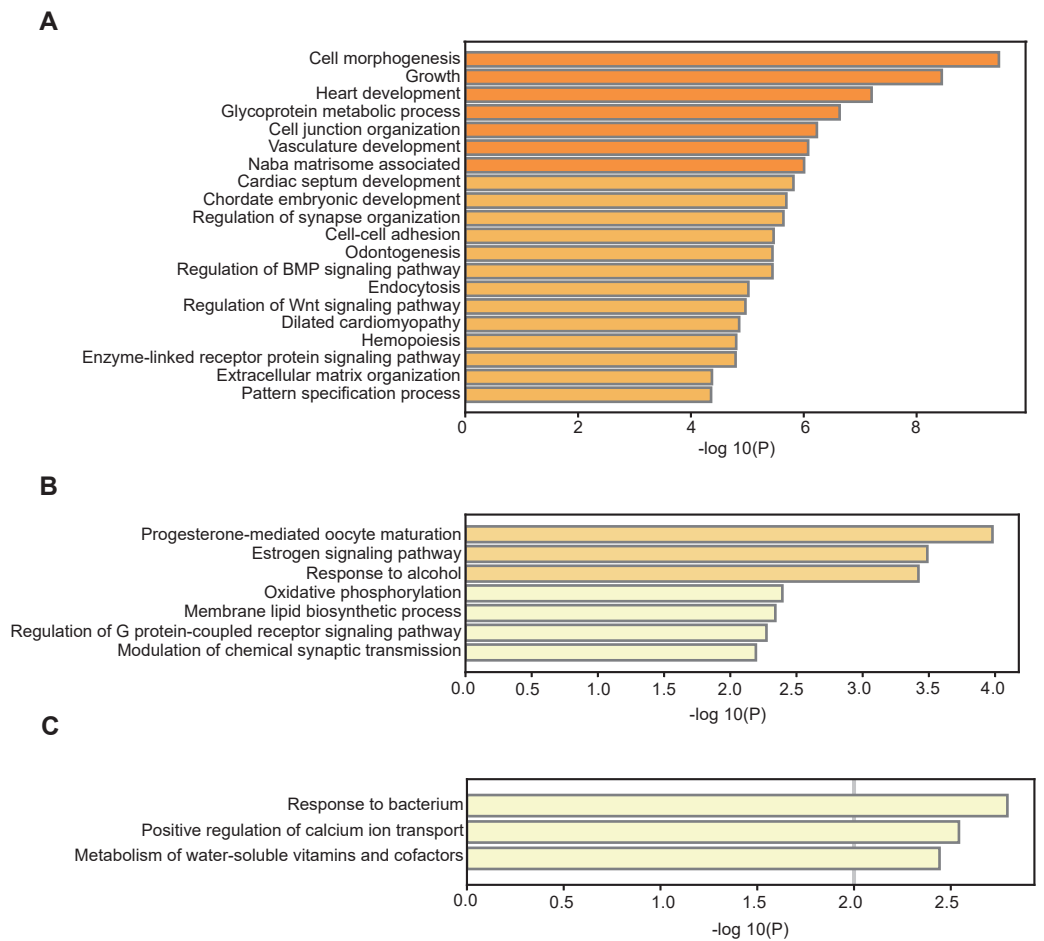 A
Cell morphogenesis
Growth
Heart development
Glycoprotein metabolic process
Cell junction organization
Vasculature development
Naba matrisome associated
Cardiac septum development
Chordate embryonic development
Regulation of synapse organization
Cell-cell adhesion
Odontogenesis
Regulation of BMP signaling pathway
Endocytosis
Regulation of Wnt signaling pathway
Dilated cardiomyopathy
Hemopoiesis
Enzyme-linked receptor protein signaling pathway
Extracellular matrix organization
Pattern specification process
0 2 4 6 8
-log 10(P)
B
Progesterone-mediated oocyte maturation
Estrogen signaling pathway
Response to alcohol
Oxidative phosphorylation
Membrane lipid biosynthetic process
Regulation of G protein-coupled receptor signaling pathway
Modulation of chemical synaptic transmission
0.0 0.5 1.0 1.5 2.0 2.5 3.0 3.5 4.0
-log 10(P)
C
Response to bacterium
Positive regulation of calcium ion transport
Metabolism of water-soluble vitamins and cofactors
0.0 0.5 1.0 1.5 2.0 2.5
-log 10(P)